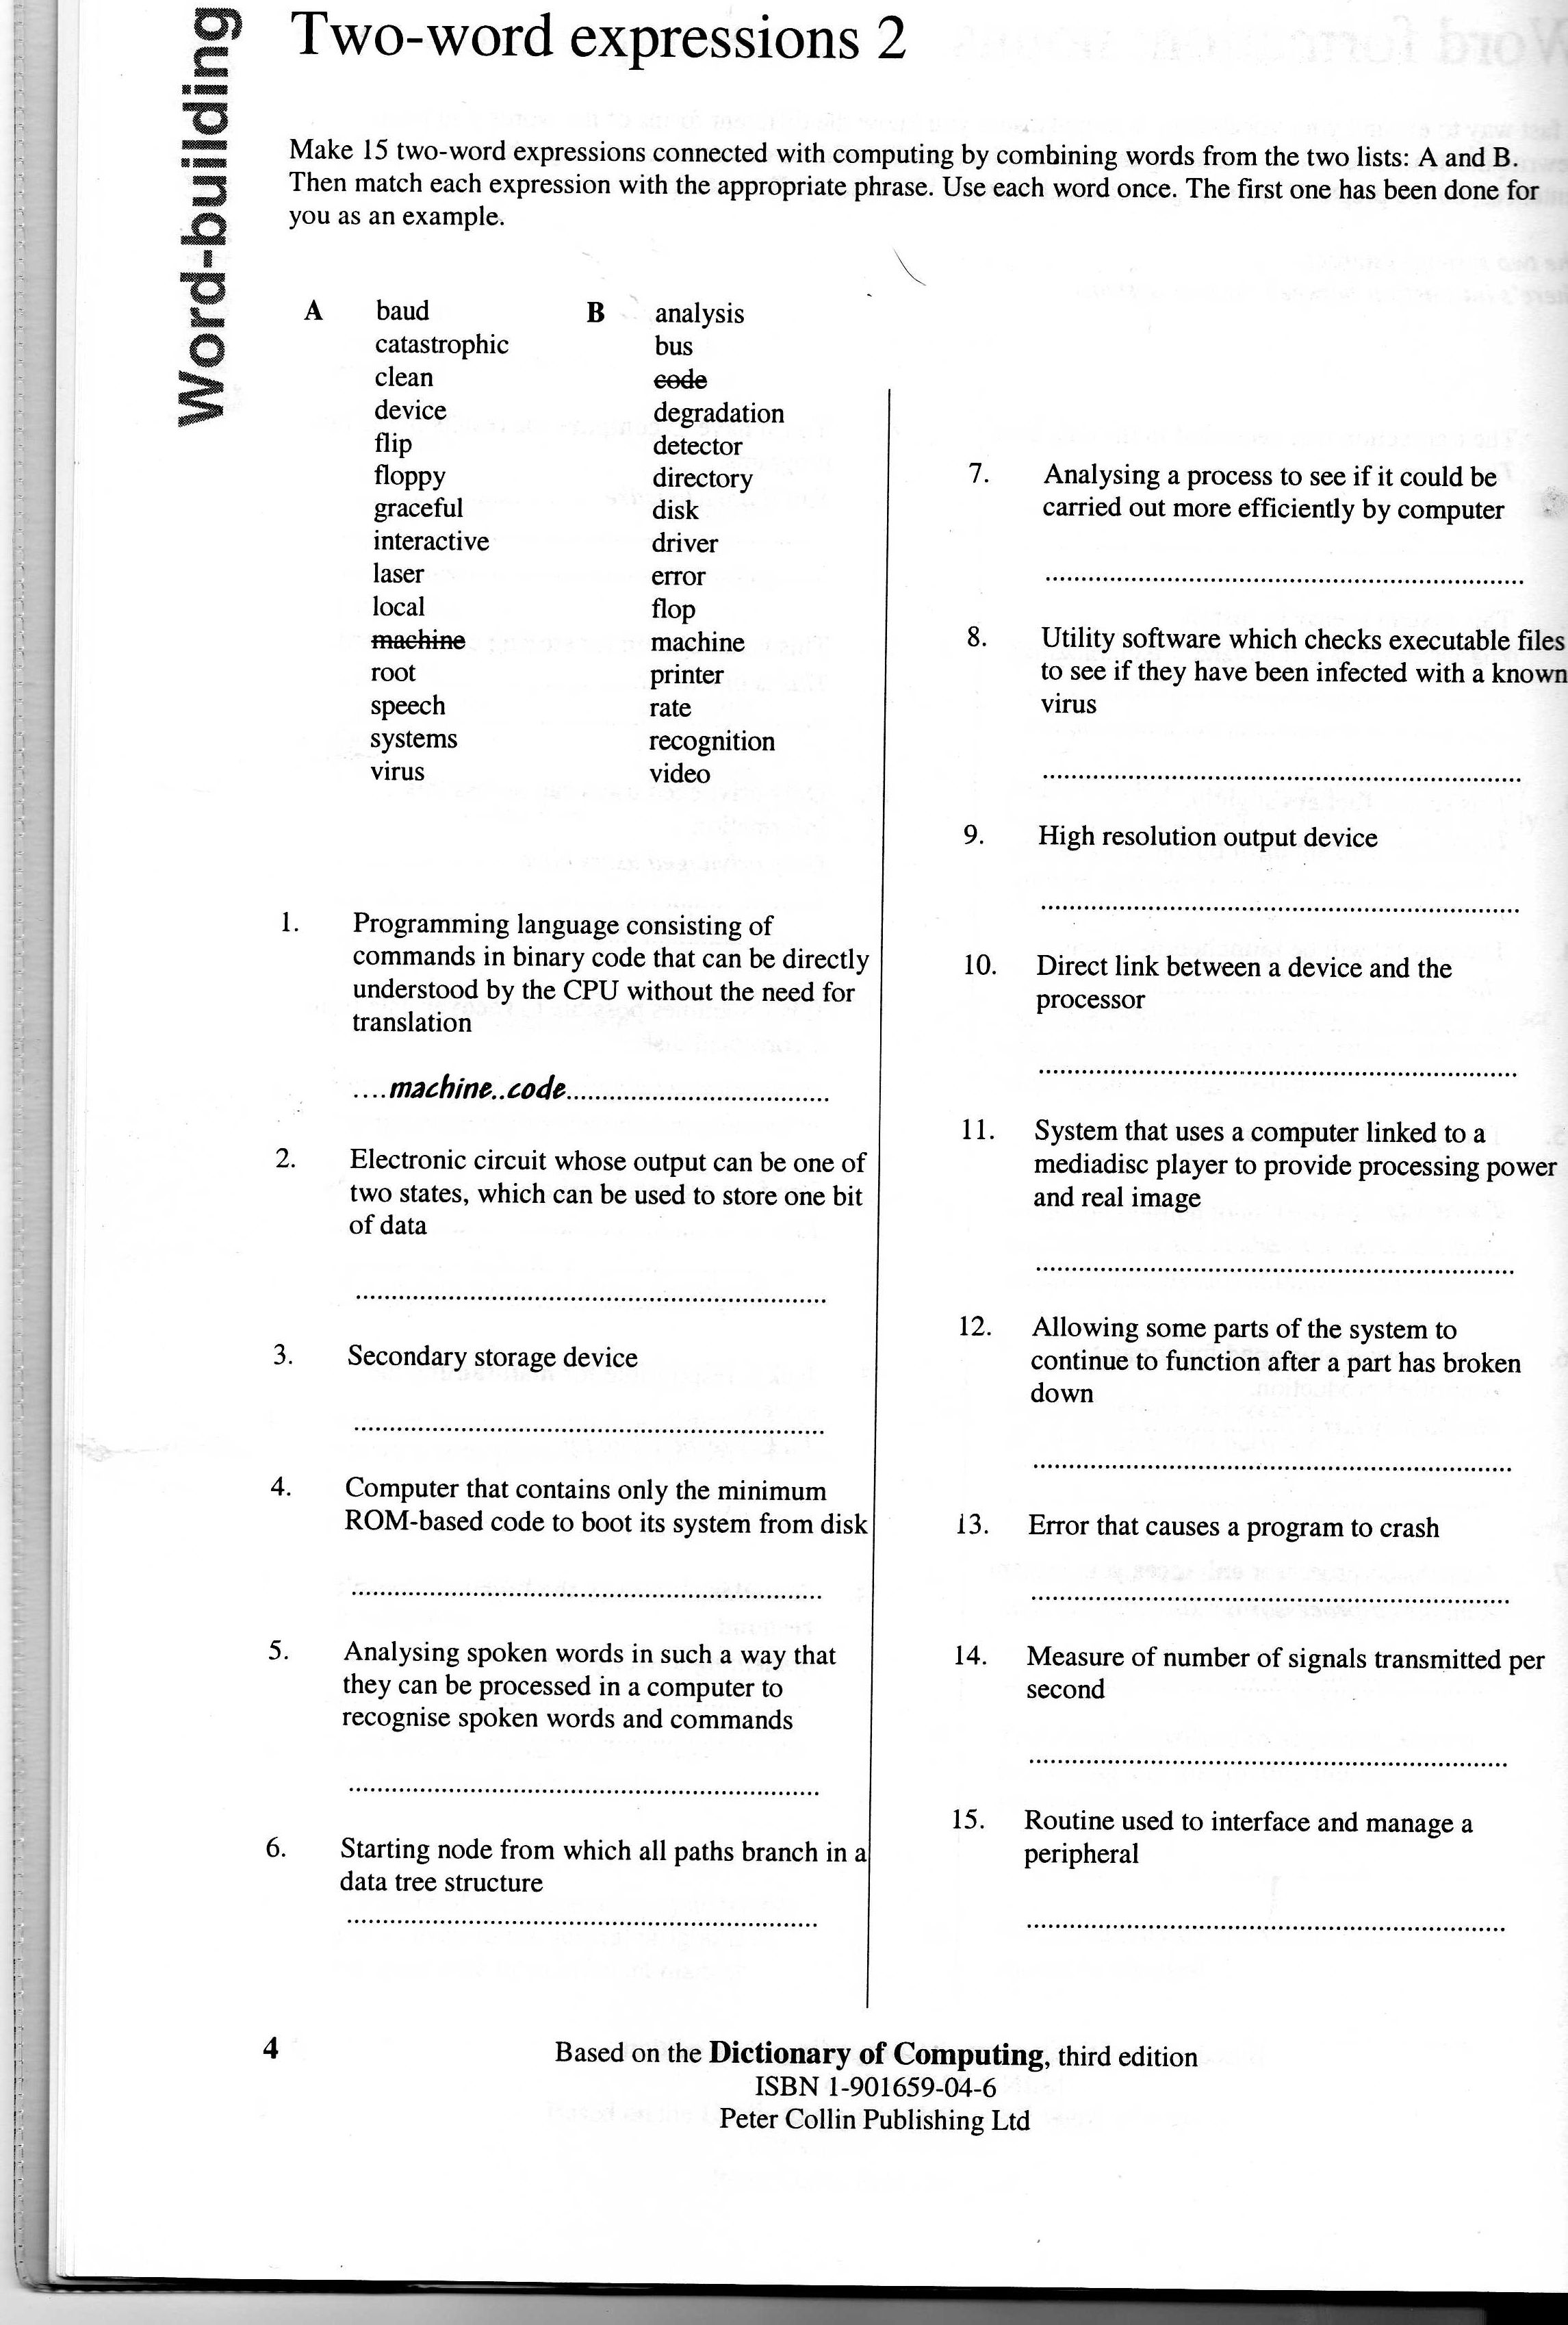 Word-building
Two-word expressions 2
Make 15 two-word expressions connected with computing by combining words from the two lists: A and B.
Then match each expression with the appropriate phrase. Use each word once. The first one has been done for
you as an example.
A
baud
catastrophic
clean
device
flip
floppy
graceful
interactive
laser
local
machine
root
speech
systems
virus
B
analysis
bus
code
degradation
detector
directory
disk
driver
error
flop
machine
printer
rate
recognition
video
1. Programming language consisting of
commands in binary code that can be directly
understood by the CPU without the need for
translation
....machine..code....................................
2. Electronic circuit whose output can be one of
two states, which can be used to store one bit
of data
..................................................................
3. Secondary storage device
..................................................................
4. Computer that contains only the minimum
ROM-based code to boot its system from disk
..................................................................
5. Analysing spoken words in such a way that
they can be processed in a computer to
recognise spoken words and commands
..................................................................
6. Starting node from which all paths branch in a
data tree structure
..................................................................
7. Analysing a process to see if it could be
carried out more efficiently by computer
..................................................................
8. Utility software which checks executable files
to see if they have been infected with a known
virus
..................................................................
9. High resolution output device
..................................................................
10. Direct link between a device and the
processor
..................................................................
11. System that uses a computer linked to a
mediadisc player to provide processing power
and real image
..................................................................
12. Allowing some parts of the system to
continue to function after a part has broken
down
..................................................................
13. Error that causes a program to crash
..................................................................
14. Measure of number of signals transmitted per
second
..................................................................
15. Routine used to interface and manage a
peripheral
..................................................................
4
Based on the Dictionary of Computing, third edition
ISBN 1-901659-04-6
Peter Collin Publishing Ltd